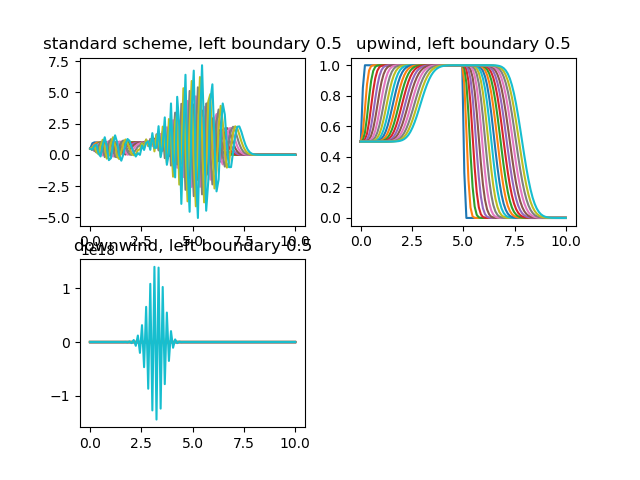 standard scheme, left boundary 0.5
upwind, left boundary 0.5
7.5
5.0
2.5
0.0
−2.5
−5.0
0.0 2.5 5.0 7.5 10.0
1.0
0.8
0.6
0.4
0.2
0.0
0.0 2.5 5.0 7.5 10.0
downwind, left boundary 0.5
1e18
1
0
−1
0.0 2.5 5.0 7.5 10.0